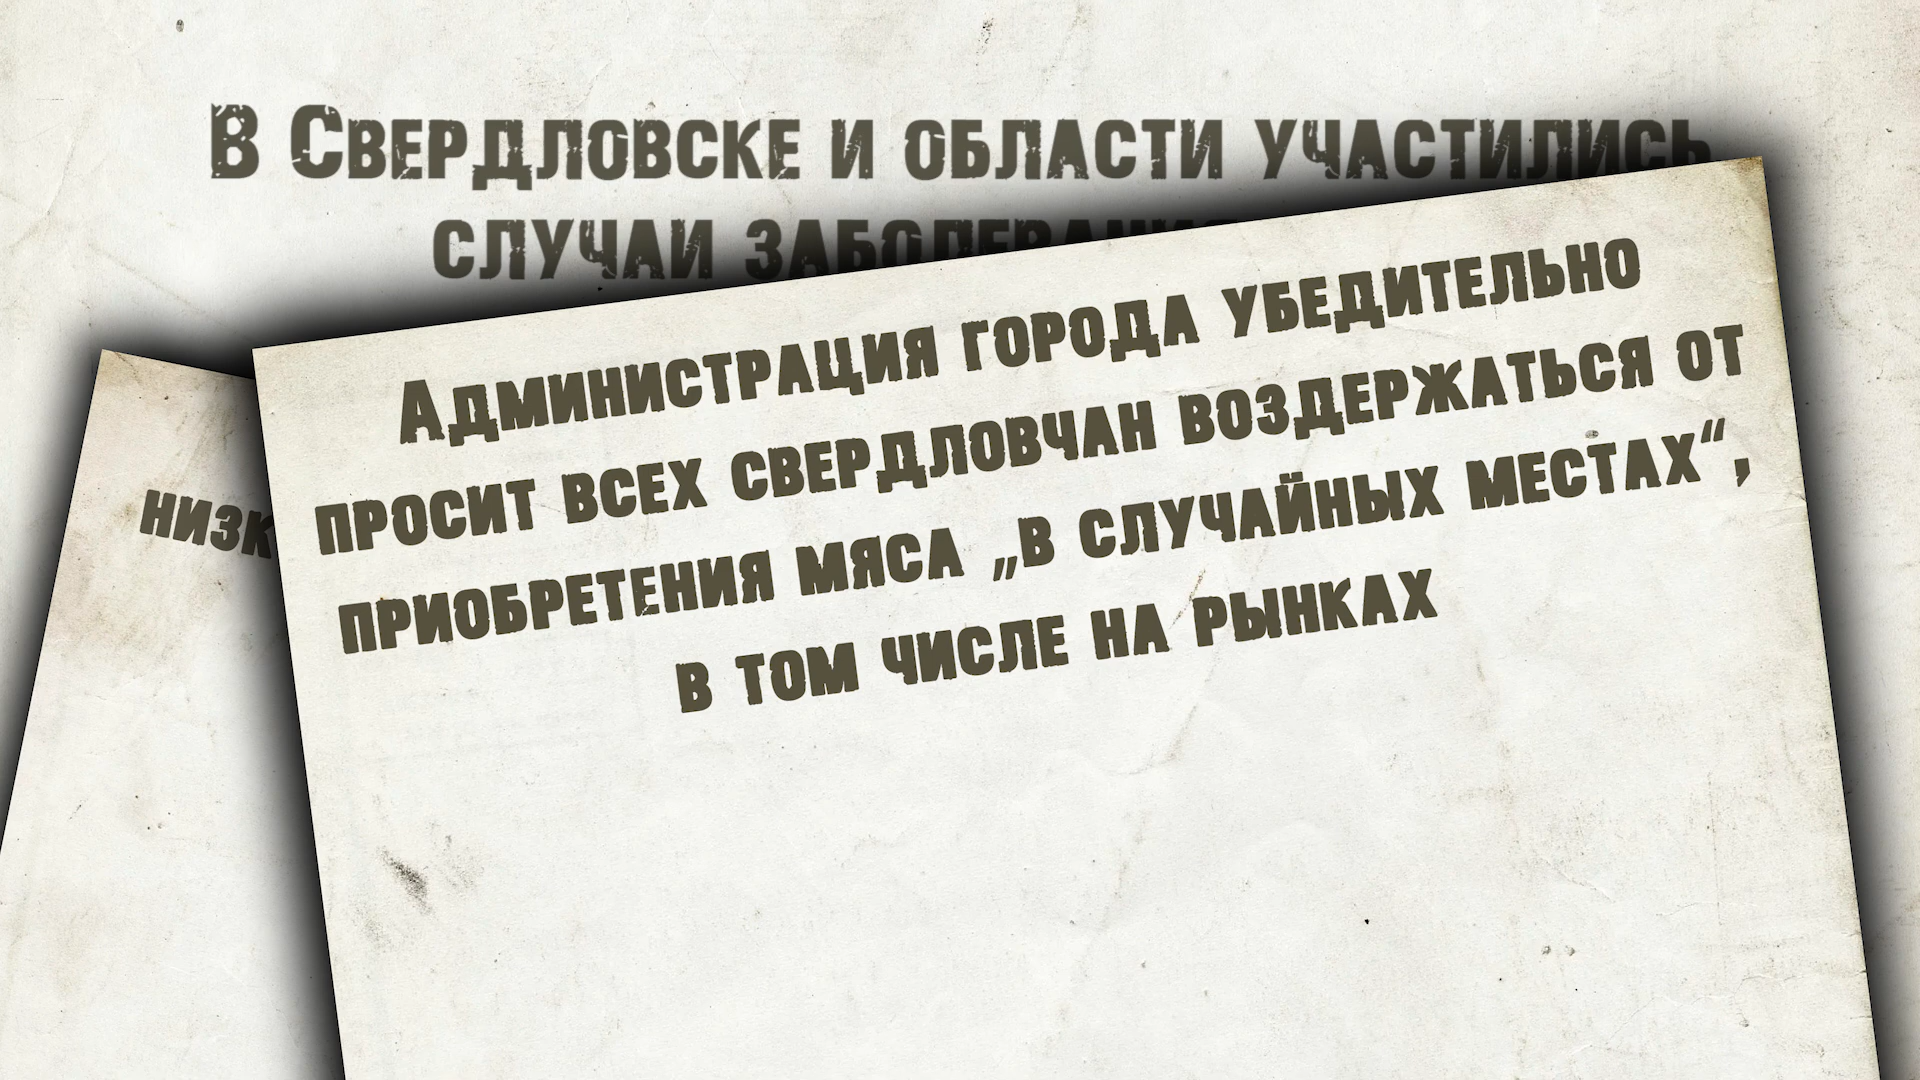 В Свердловске и области участились
случаи
Администрация города убедительно
просит всех свердловчан воздержаться от
приобретения мяса „в случайных местах“,
в том числе на рынках